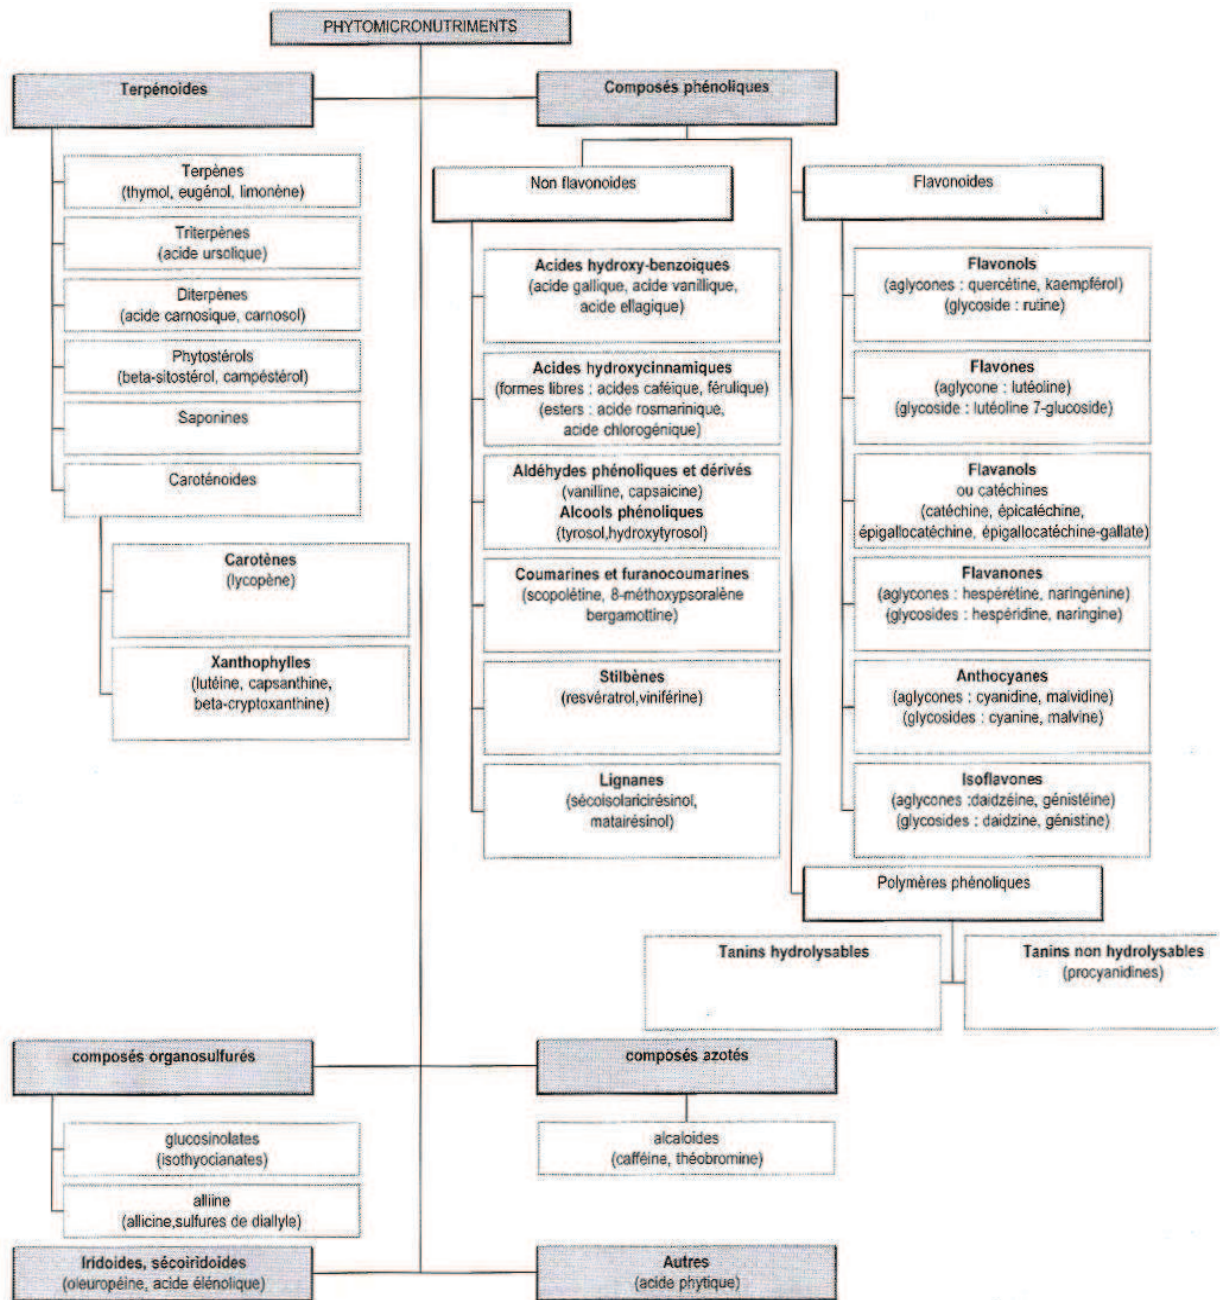 PHYTOMICRONUTRIMENTS
Terpénoides
Terpènes
(thymol, eugénol, limonène)
Triterpènes
(acide ursolique)
Diterpènes
(acide carnosique, carnosol)
Phytostérols
(beta-sitostérol, campéstérol)
Saponines
Caroténoides
Carotènes
(lycopène)
Xanthophylles
(lutéine, capsanthine,
beta-cryptoxanthine)
Composés phénoliques
Non flavonoides
Acides hydroxy-benzoiques
(acide gallique, acide vanillique,
acide ellagique)
Acides hydroxycinnamiques
(formes libres : acides caféique, férulique)
(esters : acide rosmarinique,
acide chlorogénique)
Aldéhydes phénoliques et dérivés
(vanilline, capsaicine)
Alcools phénoliques
(tyrosol,hydroxytyrosol)
Coumarines et furanocoumarines
(scopolétine, 8-méthoxypsoralène
bergamottine)
Stilbènes
(resvératrol,viniférine)
Lignanes
(sécoisolaricirésinol,
matairésinol)
Flavonoides
Flavonols
(aglycones : quercétine, kaempférol)
(glycoside : rutine)
Flavones
(aglycone : lutéoline)
(glycoside : lutéoline 7-glucoside)
Flavanols
ou catéchines
(catéchine, épicatéchine,
épigallocatéchine, épigallocatéchine-gallate)
Flavanones
(aglycones : hespérétine, naringénine)
(glycosides : hespéridine, naringine)
Anthocyanes
(aglycones : cyanidine, malvidine)
(glycosides : cyanine, malvine)
Isoflavones
(aglycones :daidzéine, génistéine)
(glycosides : daidzine, génistine)
Polymères phénoliques
Tanins hydrolysables
Tanins non hydrolysables
(procyanidines)
composés organosulfurés
glucosinolates
(isothyocianates)
alliine
(allicine,sulfures de diallyle)
composés azotés
alcaloides
(cafféine, théobromine)
Iridoides, sécoiridoides
(oleuropéine, acide élénolique)
Autres
(acide phytique)